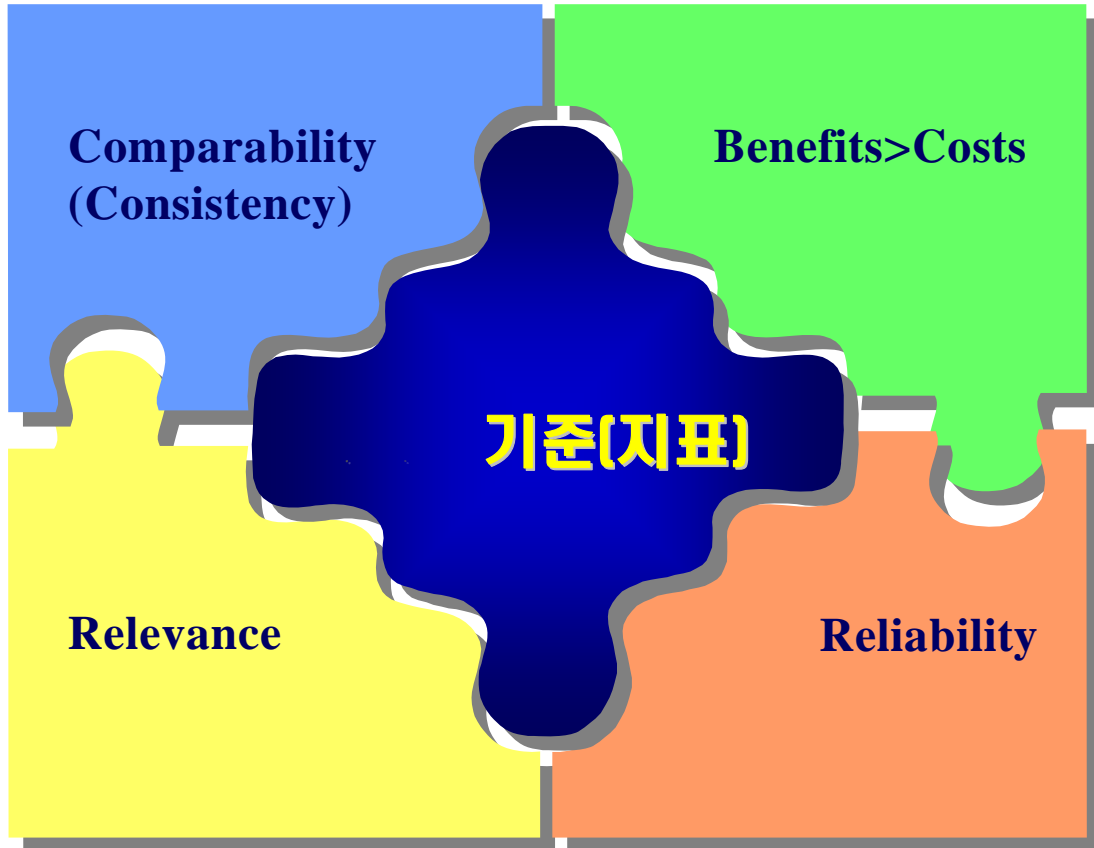 Comparability
(Consistency)
Benefits>Costs
기준(지표)
Relevance
Reliability